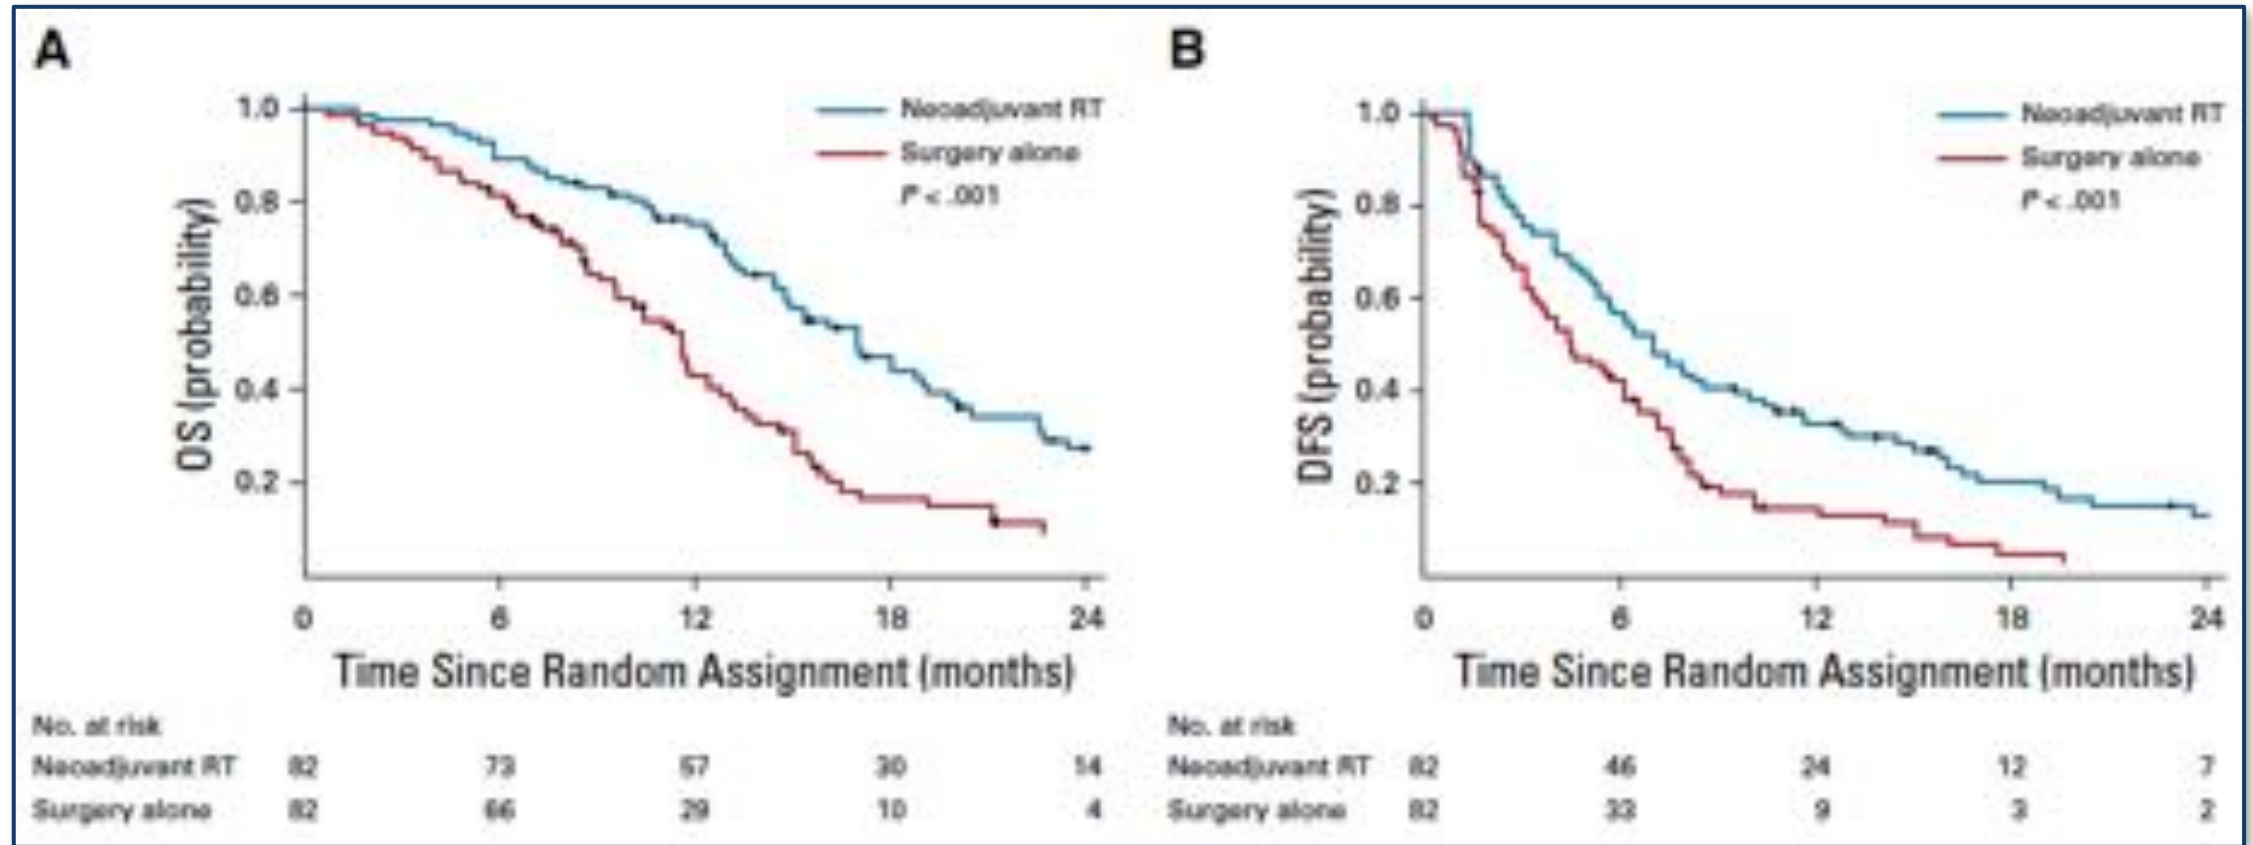 A
1.0
0.8
0.6
0.4
0.2
OS (probability)
Neoadjuvant RT
Surgery alone
P < .001
0 6 12 18 24
Time Since Random Assignment (months)
No. at risk
Neoadjuvant RT 82 73 57 30 14
Surgery alone 82 66 29 10 4
B
1.0
0.8
0.6
0.4
0.2
DFS (probability)
Neoadjuvant RT
Surgery alone
P < .001
0 6 12 18 24
Time Since Random Assignment (months)
No. at risk
Neoadjuvant RT 82 46 24 12 7
Surgery alone 82 33 9 3 2